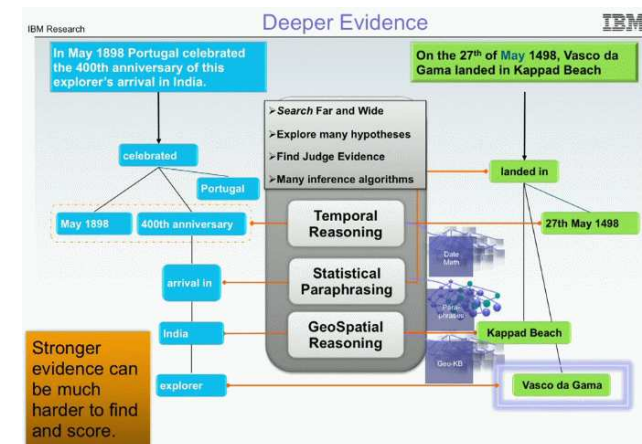 IBM Research
Deeper Evidence
IBM
In May 1898 Portugal celebrated
the 400th anniversary of this
explorer's arrival in India.
On the 27th of May 1498, Vasco da
Gama landed in Kappad Beach
➢Search Far and Wide
➢Explore many hypotheses
➢Find Judge Evidence
➢Many inference algorithms
celebrated
Portugal
landed in
May 1898
400th anniversary
Temporal
Reasoning
27th May 1498
Date
Math
arrival in
Statistical
Paraphrasing
Para-
phrases
India
GeoSpatial
Reasoning
Kappad Beach
Geo-KB
Stronger
evidence can
be much
harder to find
and score.
explorer
Vasco da Gama